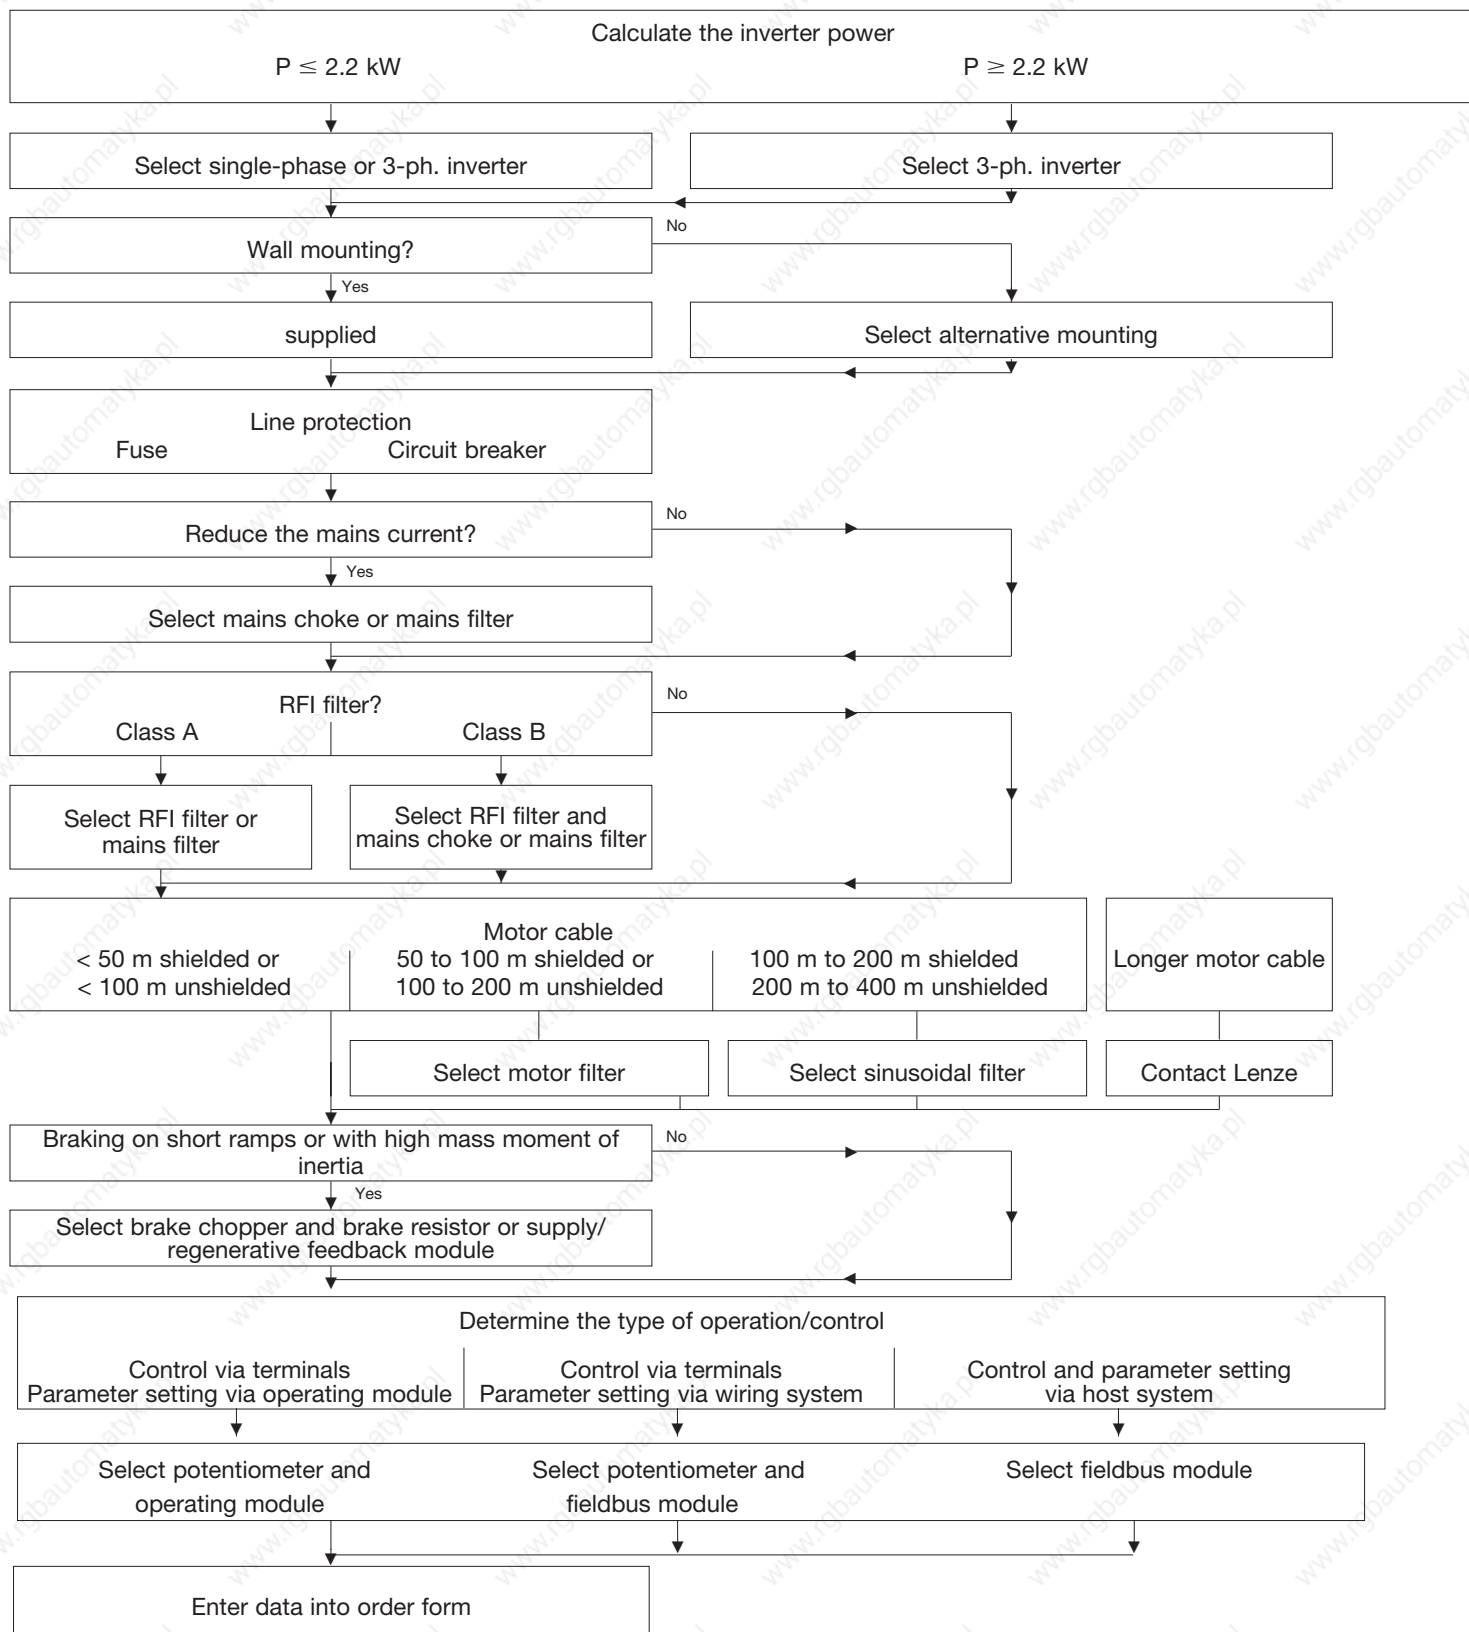 Calculate the inverter power
P ≤ 2.2 kW P ≥ 2.2 kW
Select single-phase or 3-ph. inverter
Select 3-ph. inverter
Wall mounting?
No
Yes
supplied
Select alternative mounting
Line protection
Fuse Circuit breaker
Reduce the mains current?
No
Yes
Select mains choke or mains filter
RFI filter?
No
Class A Class B
Select RFI filter or
mains filter
Select RFI filter and
mains choke or mains filter
Motor cable
< 50 m shielded or
< 100 m unshielded
50 to 100 m shielded or
100 to 200 m unshielded
100 m to 200 m shielded
200 m to 400 m unshielded
Longer motor cable
Select motor filter
Select sinusoidal filter
Contact Lenze
Braking on short ramps or with high mass moment of
inertia
No
Yes
Select brake chopper and brake resistor or supply/
regenerative feedback module
Determine the type of operation/control
Control via terminals
Parameter setting via operating module
Control via terminals
Parameter setting via wiring system
Control and parameter setting
via host system
Select potentiometer and
operating module
Select potentiometer and
fieldbus module
Select fieldbus module
Enter data into order form
www.rgbautomatyka.pl